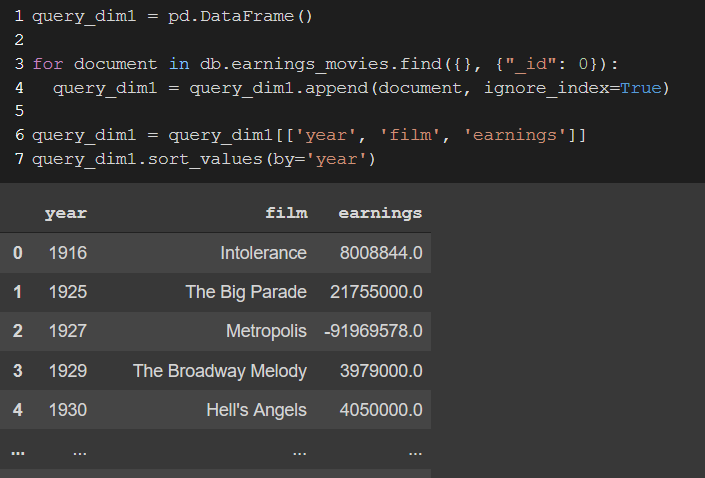 1 query_dim1 = pd.DataFrame()
2
3 for document in db.earnings_movies.find({}, {"_id": 0}):
4   query_dim1 = query_dim1.append(document, ignore_index=True)
5
6 query_dim1 = query_dim1[['year', 'film', 'earnings']]
7 query_dim1.sort_values(by='year')
year film earnings
0 1916 Intolerance 8008844.0
1 1925 The Big Parade 21755000.0
2 1927 Metropolis -91969578.0
3 1929 The Broadway Melody 3979000.0
4 1930 Hell's Angels 4050000.0
... ... ... ...